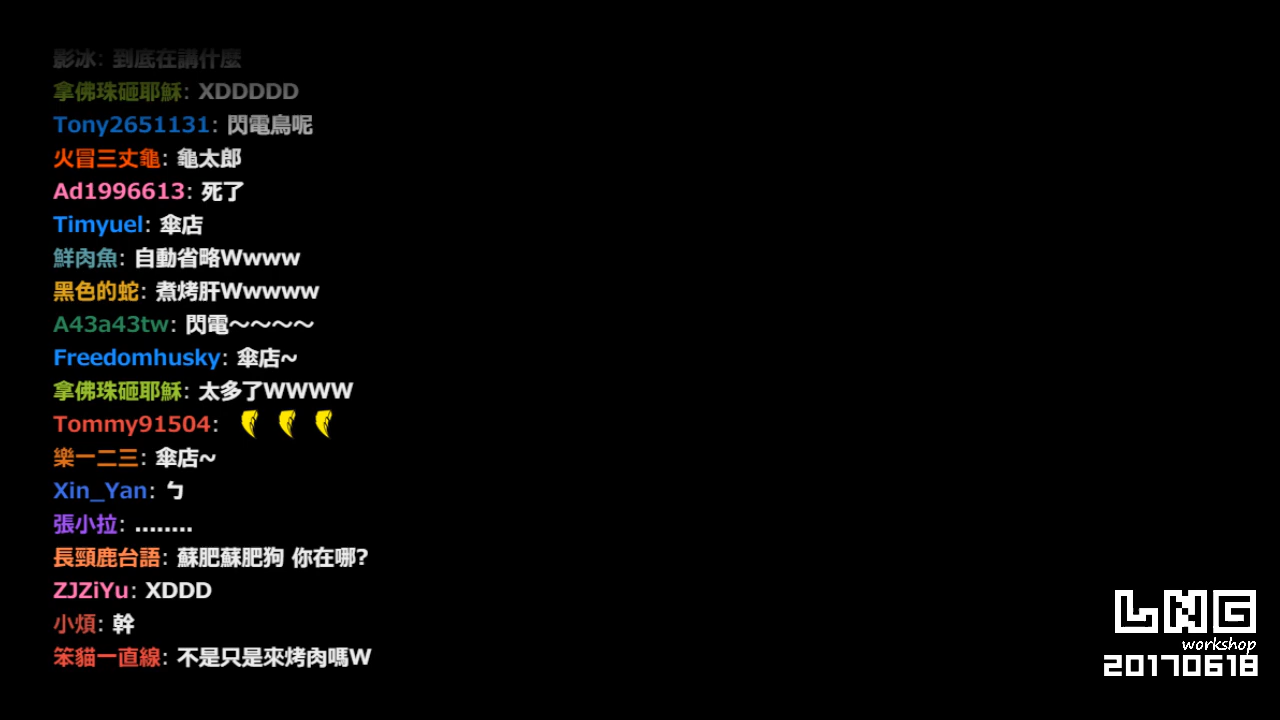 影冰: 到底在講什麼
拿佛珠砸耶穌: XDDDDD
Tony2651131: 閃電鳥呢
火冒三丈龜: 龜太郎
Ad1996613: 死了
Timyuel: 傘店
鮮肉魚: 自動省略Wwww
黑色的蛇: 煮烤肝Wwwww
A43a43tw: 閃電～～～～
Freedomhusky: 傘店~
拿佛珠砸耶穌: 太多了WWWW
Tommy91504:
樂一二三: 傘店~
Xin_Yan: ㄅ
張小拉: ........
長頸鹿台語: 蘇肥蘇肥狗 你在哪?
ZJZiYu: XDDD
小煩: 幹
笨貓一直線: 不是只是來烤肉嗎W
LNG
workshop
20170618